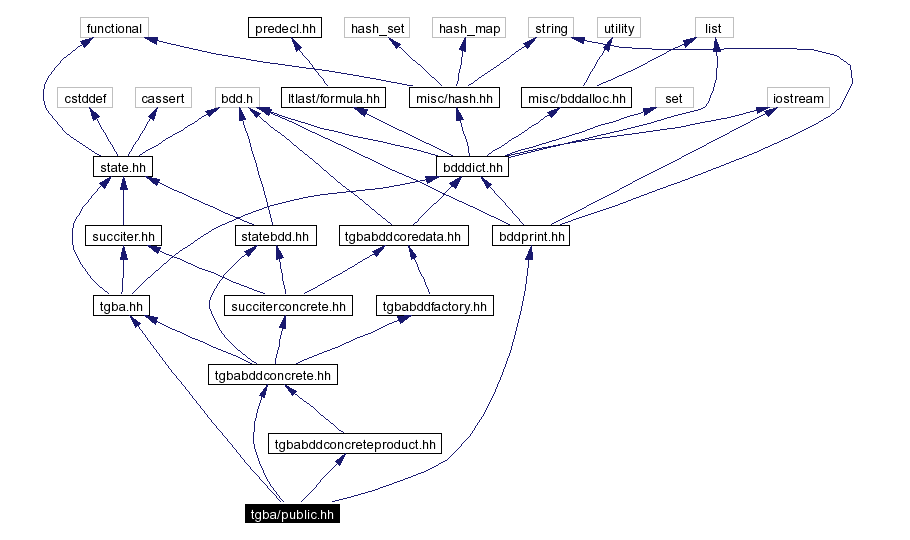 functional
predecl.hh
hash_set
hash_map
string
utility
list
cstddef
cassert
bdd.h
ltlast/formula.hh
misc/hash.hh
misc/bddalloc.hh
set
iostream
state.hh
bdddict.hh
succiter.hh
statebdd.hh
tgbabddcoredata.hh
bddprint.hh
tgba.hh
succiterconcrete.hh
tgbabddfactory.hh
tgbabddconcrete.hh
tgbabddconcreteproduct.hh
tgba/public.hh